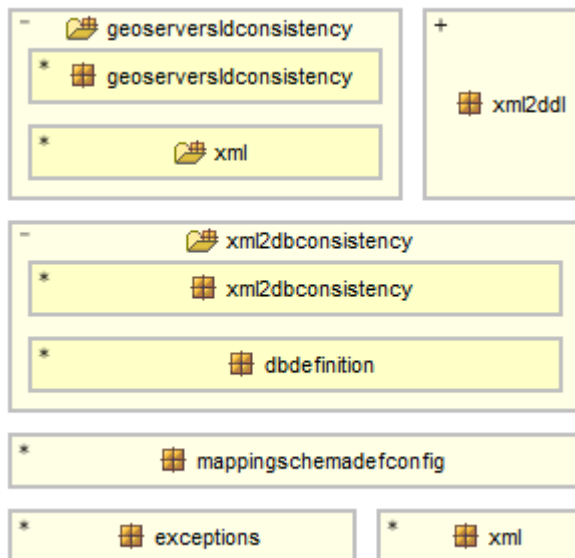 - geoserversldconsistency
* geoserversldconsistency
* xml
+
xml2ddl
- xml2dbconsistency
* xml2dbconsistency
* dbdefinition
* mappingschemadefconfig
* exceptions
* xml